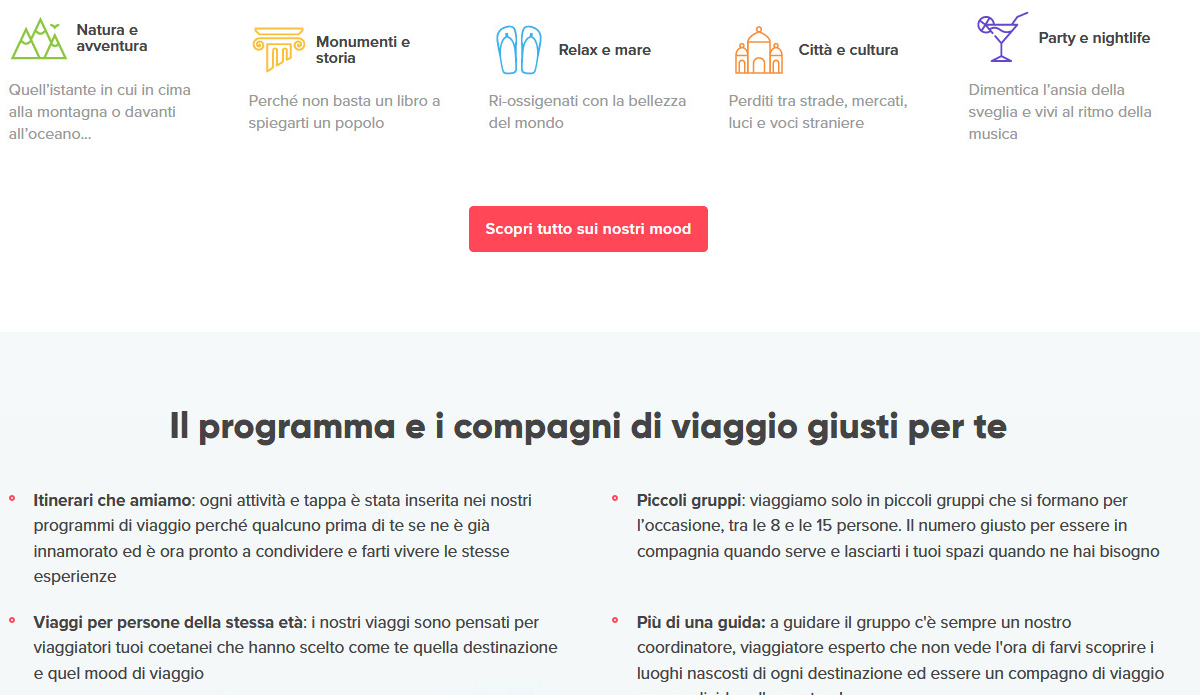 Natura e
avventura
Quell’istante in cui in cima
alla montagna o davanti
all’oceano...
Monumenti e
storia
Perché non basta un libro a
spiegarti un popolo
Relax e mare
Ri-ossigenati con la bellezza
del mondo
Città e cultura
Perditi tra strade, mercati,
luci e voci straniere
Party e nightlife
Dimentica l’ansia della
sveglia e vivi al ritmo della
musica
Scopri tutto sui nostri mood
Il programma e i compagni di viaggio giusti per te
Itinerari che amiamo: ogni attività e tappa è stata inserita nei nostri
programmi di viaggio perché qualcuno prima di te se ne è già
innamorato ed è ora pronto a condividere e farti vivere le stesse
esperienze
Piccoli gruppi: viaggiamo solo in piccoli gruppi che si formano per
l’occasione, tra le 8 e le 15 persone. Il numero giusto per essere in
compagnia quando serve e lasciarti i tuoi spazi quando ne hai bisogno
Viaggi per persone della stessa età: i nostri viaggi sono pensati per
viaggiatori tuoi coetanei che hanno scelto come te quella destinazione
e quel mood di viaggio
Più di una guida: a guidare il gruppo c'è sempre un nostro
coordinatore, viaggiatore esperto che non vede l'ora di farvi scoprire i
luoghi nascosti di ogni destinazione ed essere un compagno di viaggio